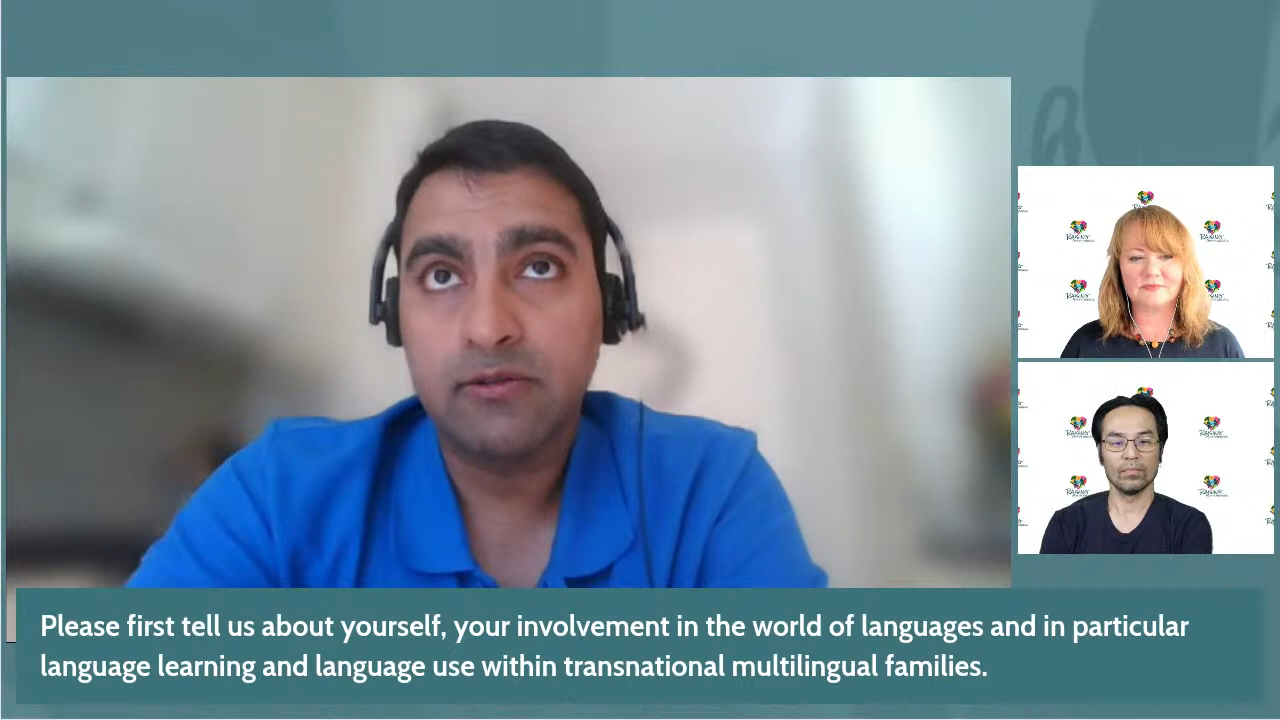 Please first tell us about yourself, your involvement in the world of languages and in particular
language learning and language use within transnational multilingual families.